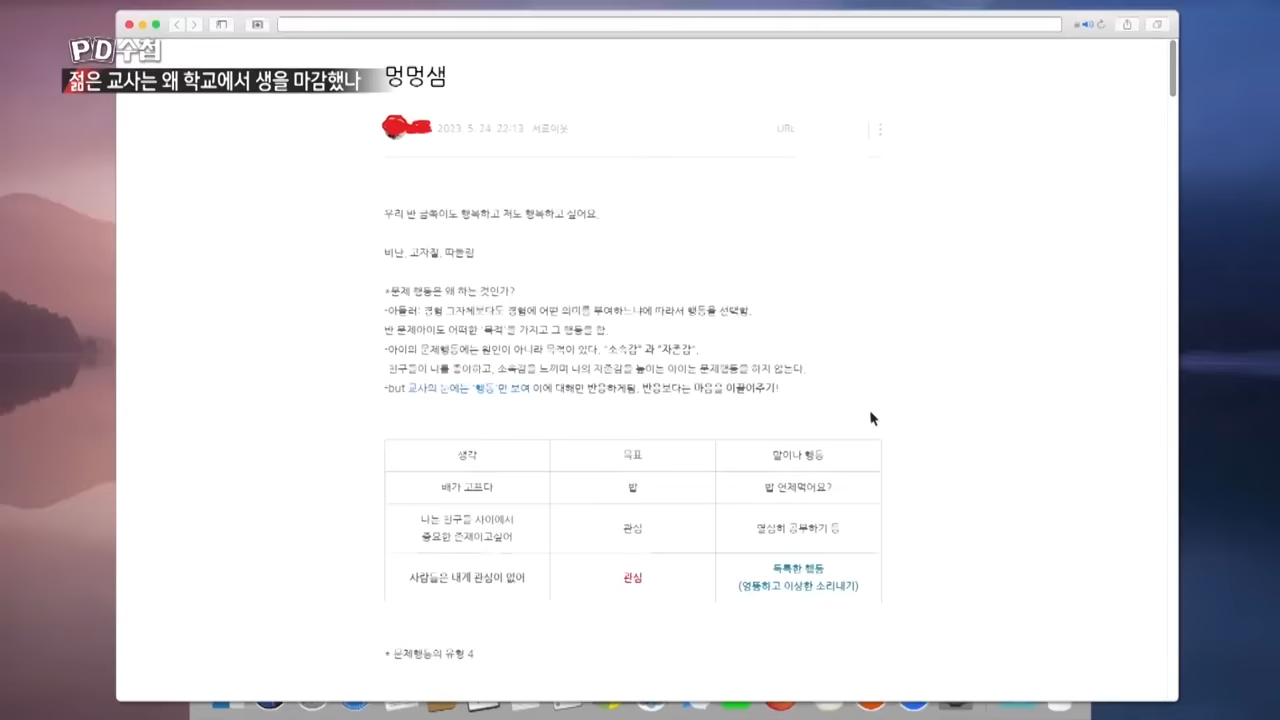 PD수첩
젊은 교사는 왜 학교에서 생을 마감했나
멍멍샘
2023. 5. 24. 22:13 서로이웃
URL
우리 반 금쪽이도 행복하고 저도 행복하고 싶어요.
비난, 고자질, 따돌림
*문제 행동은 왜 하는 것인가?
-아들러: 경험 그자체보다도 경험에 어떤 의미를 부여하느냐에 따라서 행동을 선택함.
반 문제아이도 어떠한 '목적'을 가지고 그 행동을 함.
-아이의 문제행동에는 원인이 아니라 목적이 있다. "소속감" 과 "자존감".
친구들이 나를 좋아하고, 소속감을 느끼며 나의 자존감을 높이는 아이는 문제행동을 하지 않는다.
-but 교사의 눈에는 '행동'만 보여 이에 대해만 반응하게됨. 반응보다는 마음을 이끌어주기!
생각 목표 말이나 행동
배가 고프다 밥 밥 언제먹어요?
나는 친구들 사이에서
중요한 존재이고싶어 관심 열심히 공부하기 등
사람들은 내게 관심이 없어 관심 독특한 행동
(엉뚱하고 이상한 소리내기)
* 문제행동의 유형 4